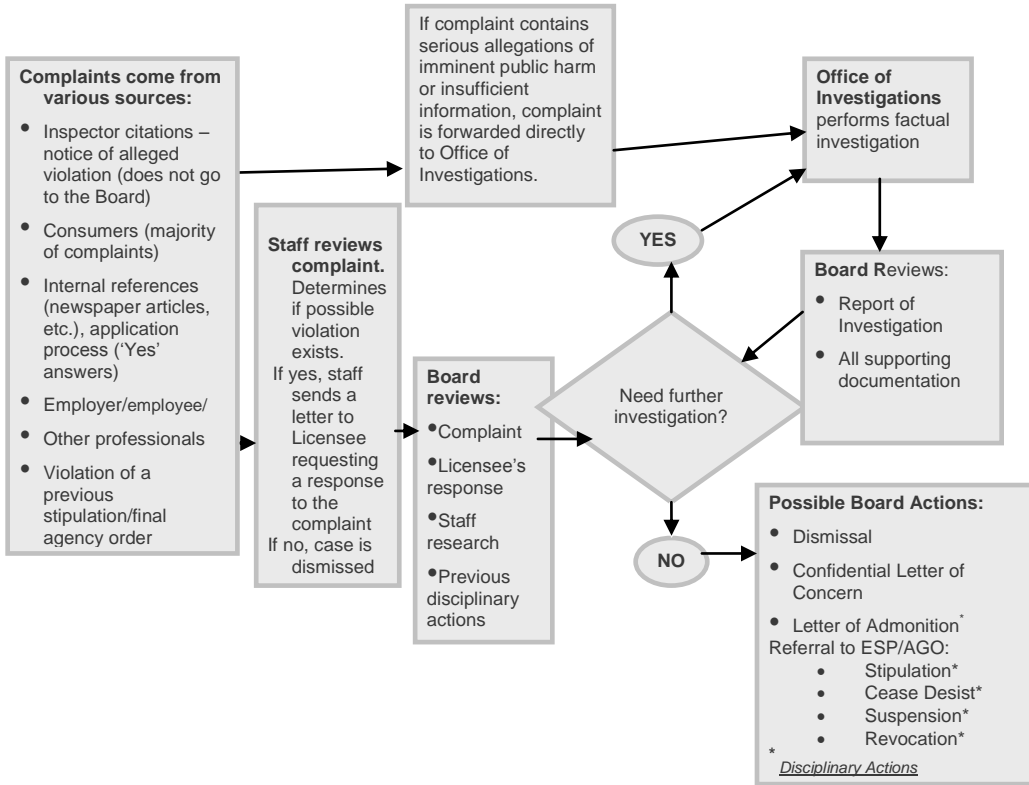 Complaints come from
various sources:
• Inspector citations –
notice of alleged
violation (does not go
to the Board)
• Consumers (majority
of complaints)
• Internal references
(newspaper articles,
etc.), application
process ('Yes'
answers)
• Employer/employee/
• Other professionals
• Violation of a
previous
stipulation/final
agency order
If complaint contains
serious allegations of
imminent public harm
or insufficient
information, complaint
is forwarded directly
to Office of
Investigations.
Staff reviews
complaint.
Determines
if possible
violation
exists.
If yes, staff
sends a
letter to
Licensee
requesting
a response
to the
complaint
If no, case is
dismissed
Board
reviews:
•Complaint
•Licensee's
response
•Staff
research
•Previous
disciplinary
actions
Need further
investigation?
YES
Office of
Investigations
performs factual
investigation
Board Reviews:
• Report of
Investigation
• All supporting
documentation
NO
Possible Board Actions:
• Dismissal
• Confidential Letter of
Concern
• Letter of Admonition*
Referral to ESP/AGO:
• Stipulation*
• Cease Desist*
• Suspension*
• Revocation*
* Disciplinary Actions